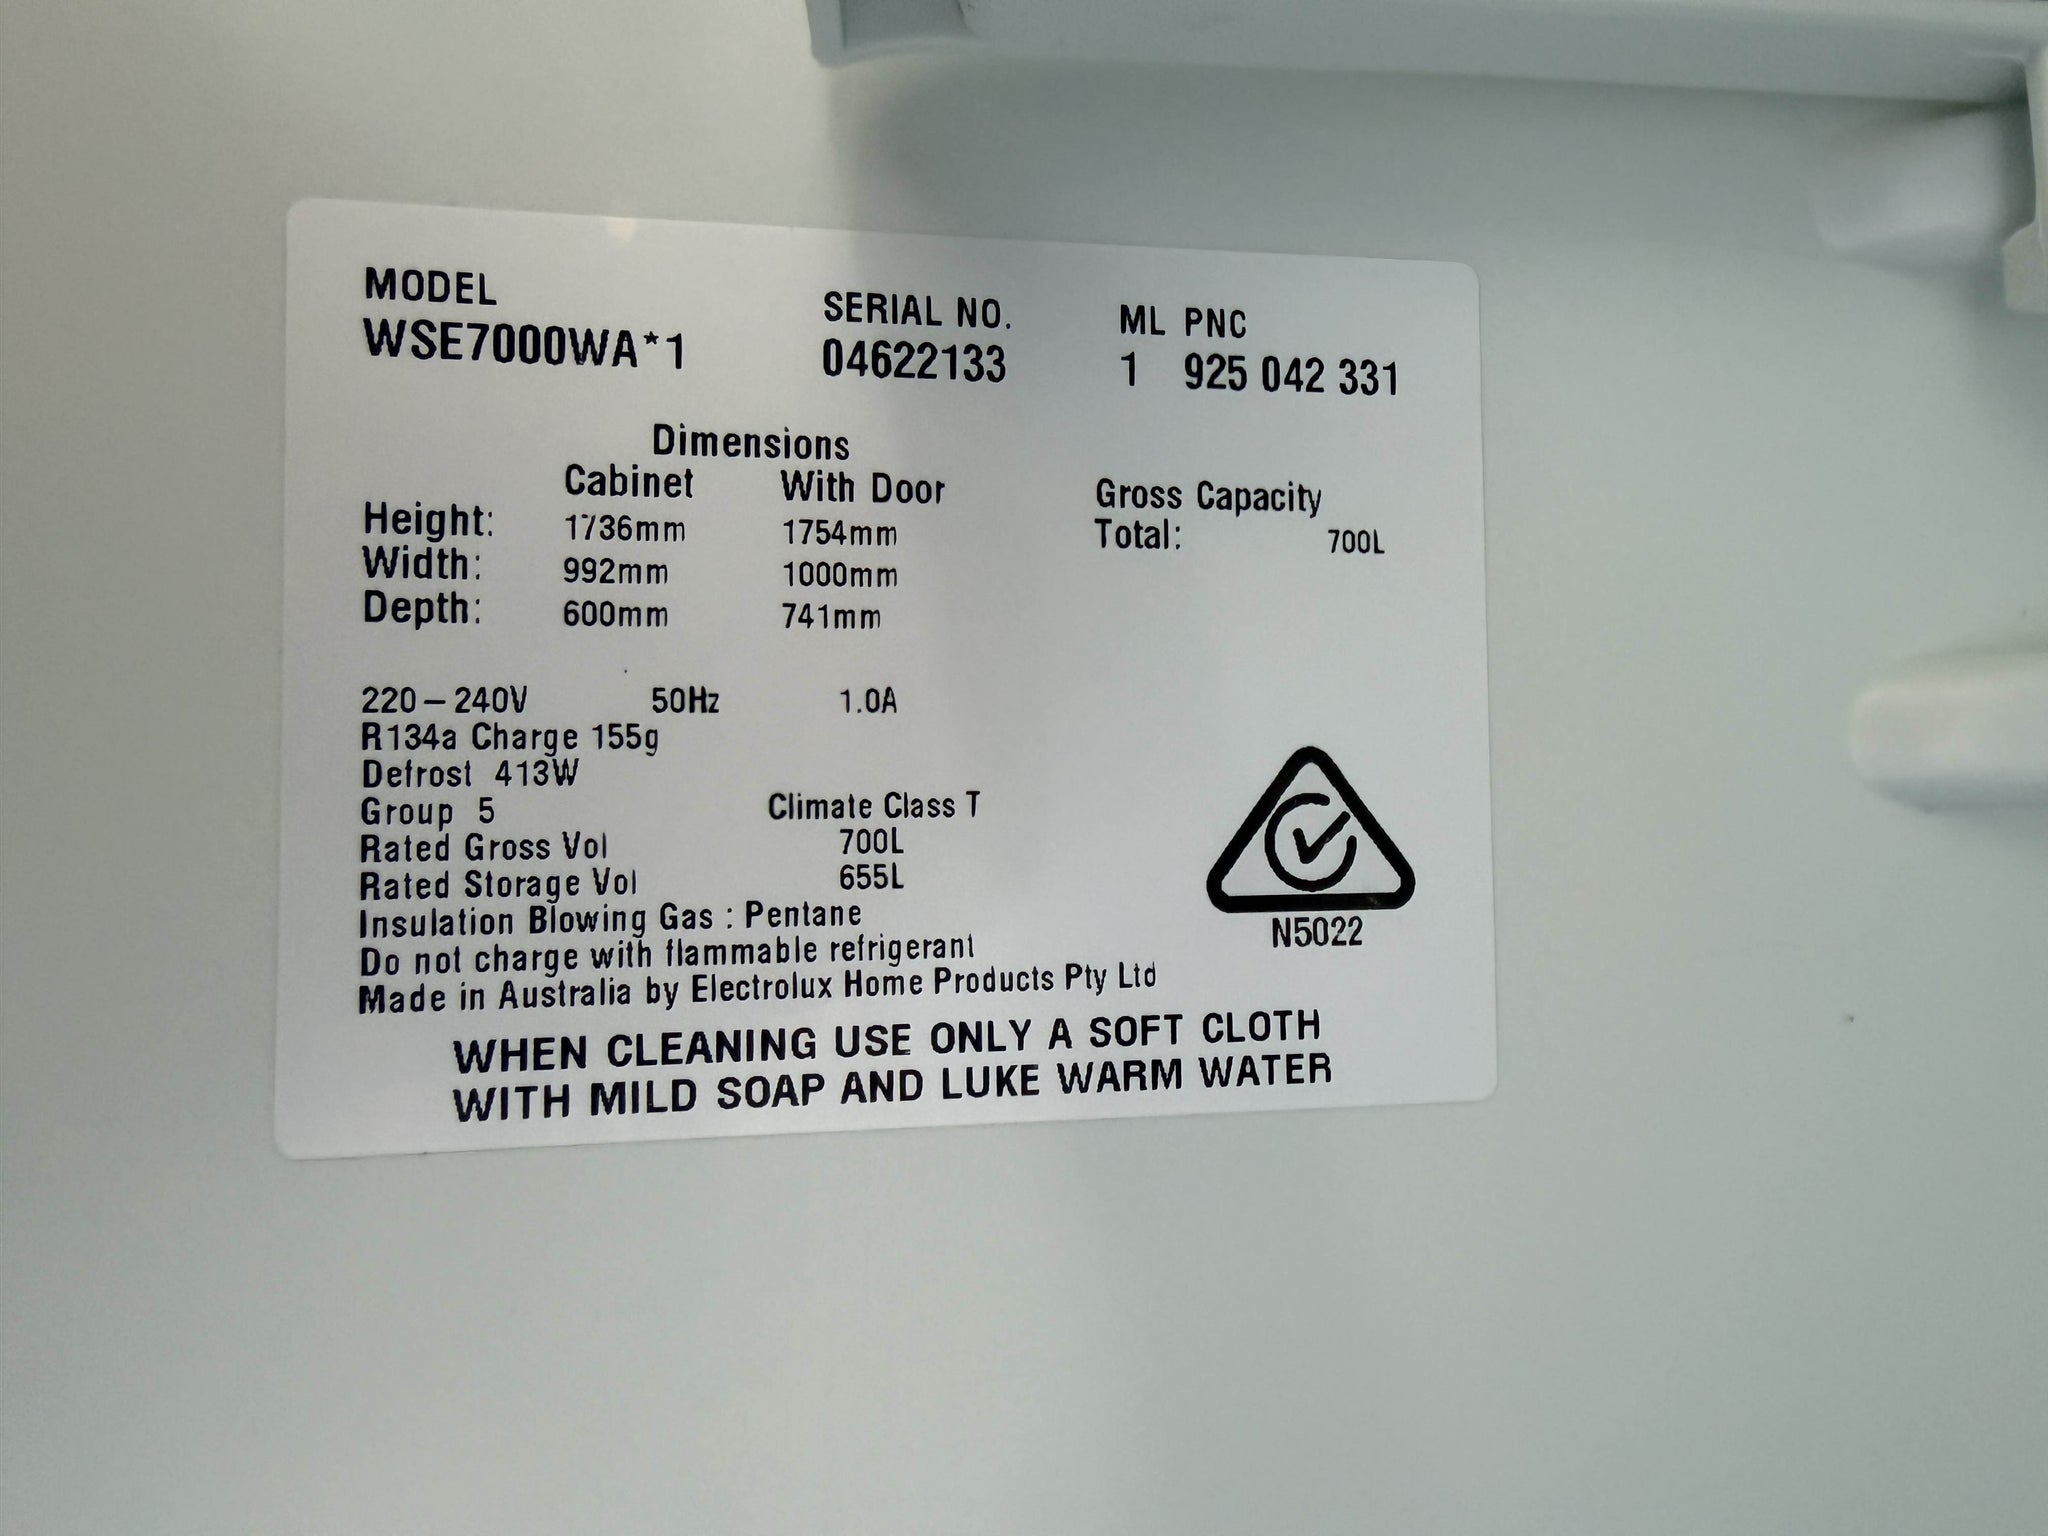 MODEL SERIAL NO. ML PNC
WSE7000WA*1 04622133 1 925 042 331
Dimensions
Cabinet With Door Gross Capacity
Height: 1736mm 1754mm Total: 700L
Width: 992mm 1000mm
Depth: 600mm 741mm
220-240V 50Hz 1.0A
R134a Charge 155g
Defrost 413W
Group 5 Climate Class T
Rated Gross Vol 700L
Rated Storage Vol 655L
Insulation Blowing Gas : Pentane
Do not charge with flammable refrigerant
Made in Australia by Electrolux Home Products Pty Ltd
N5022
WHEN CLEANING USE ONLY A SOFT CLOTH
WITH MILD SOAP AND LUKE WARM WATER